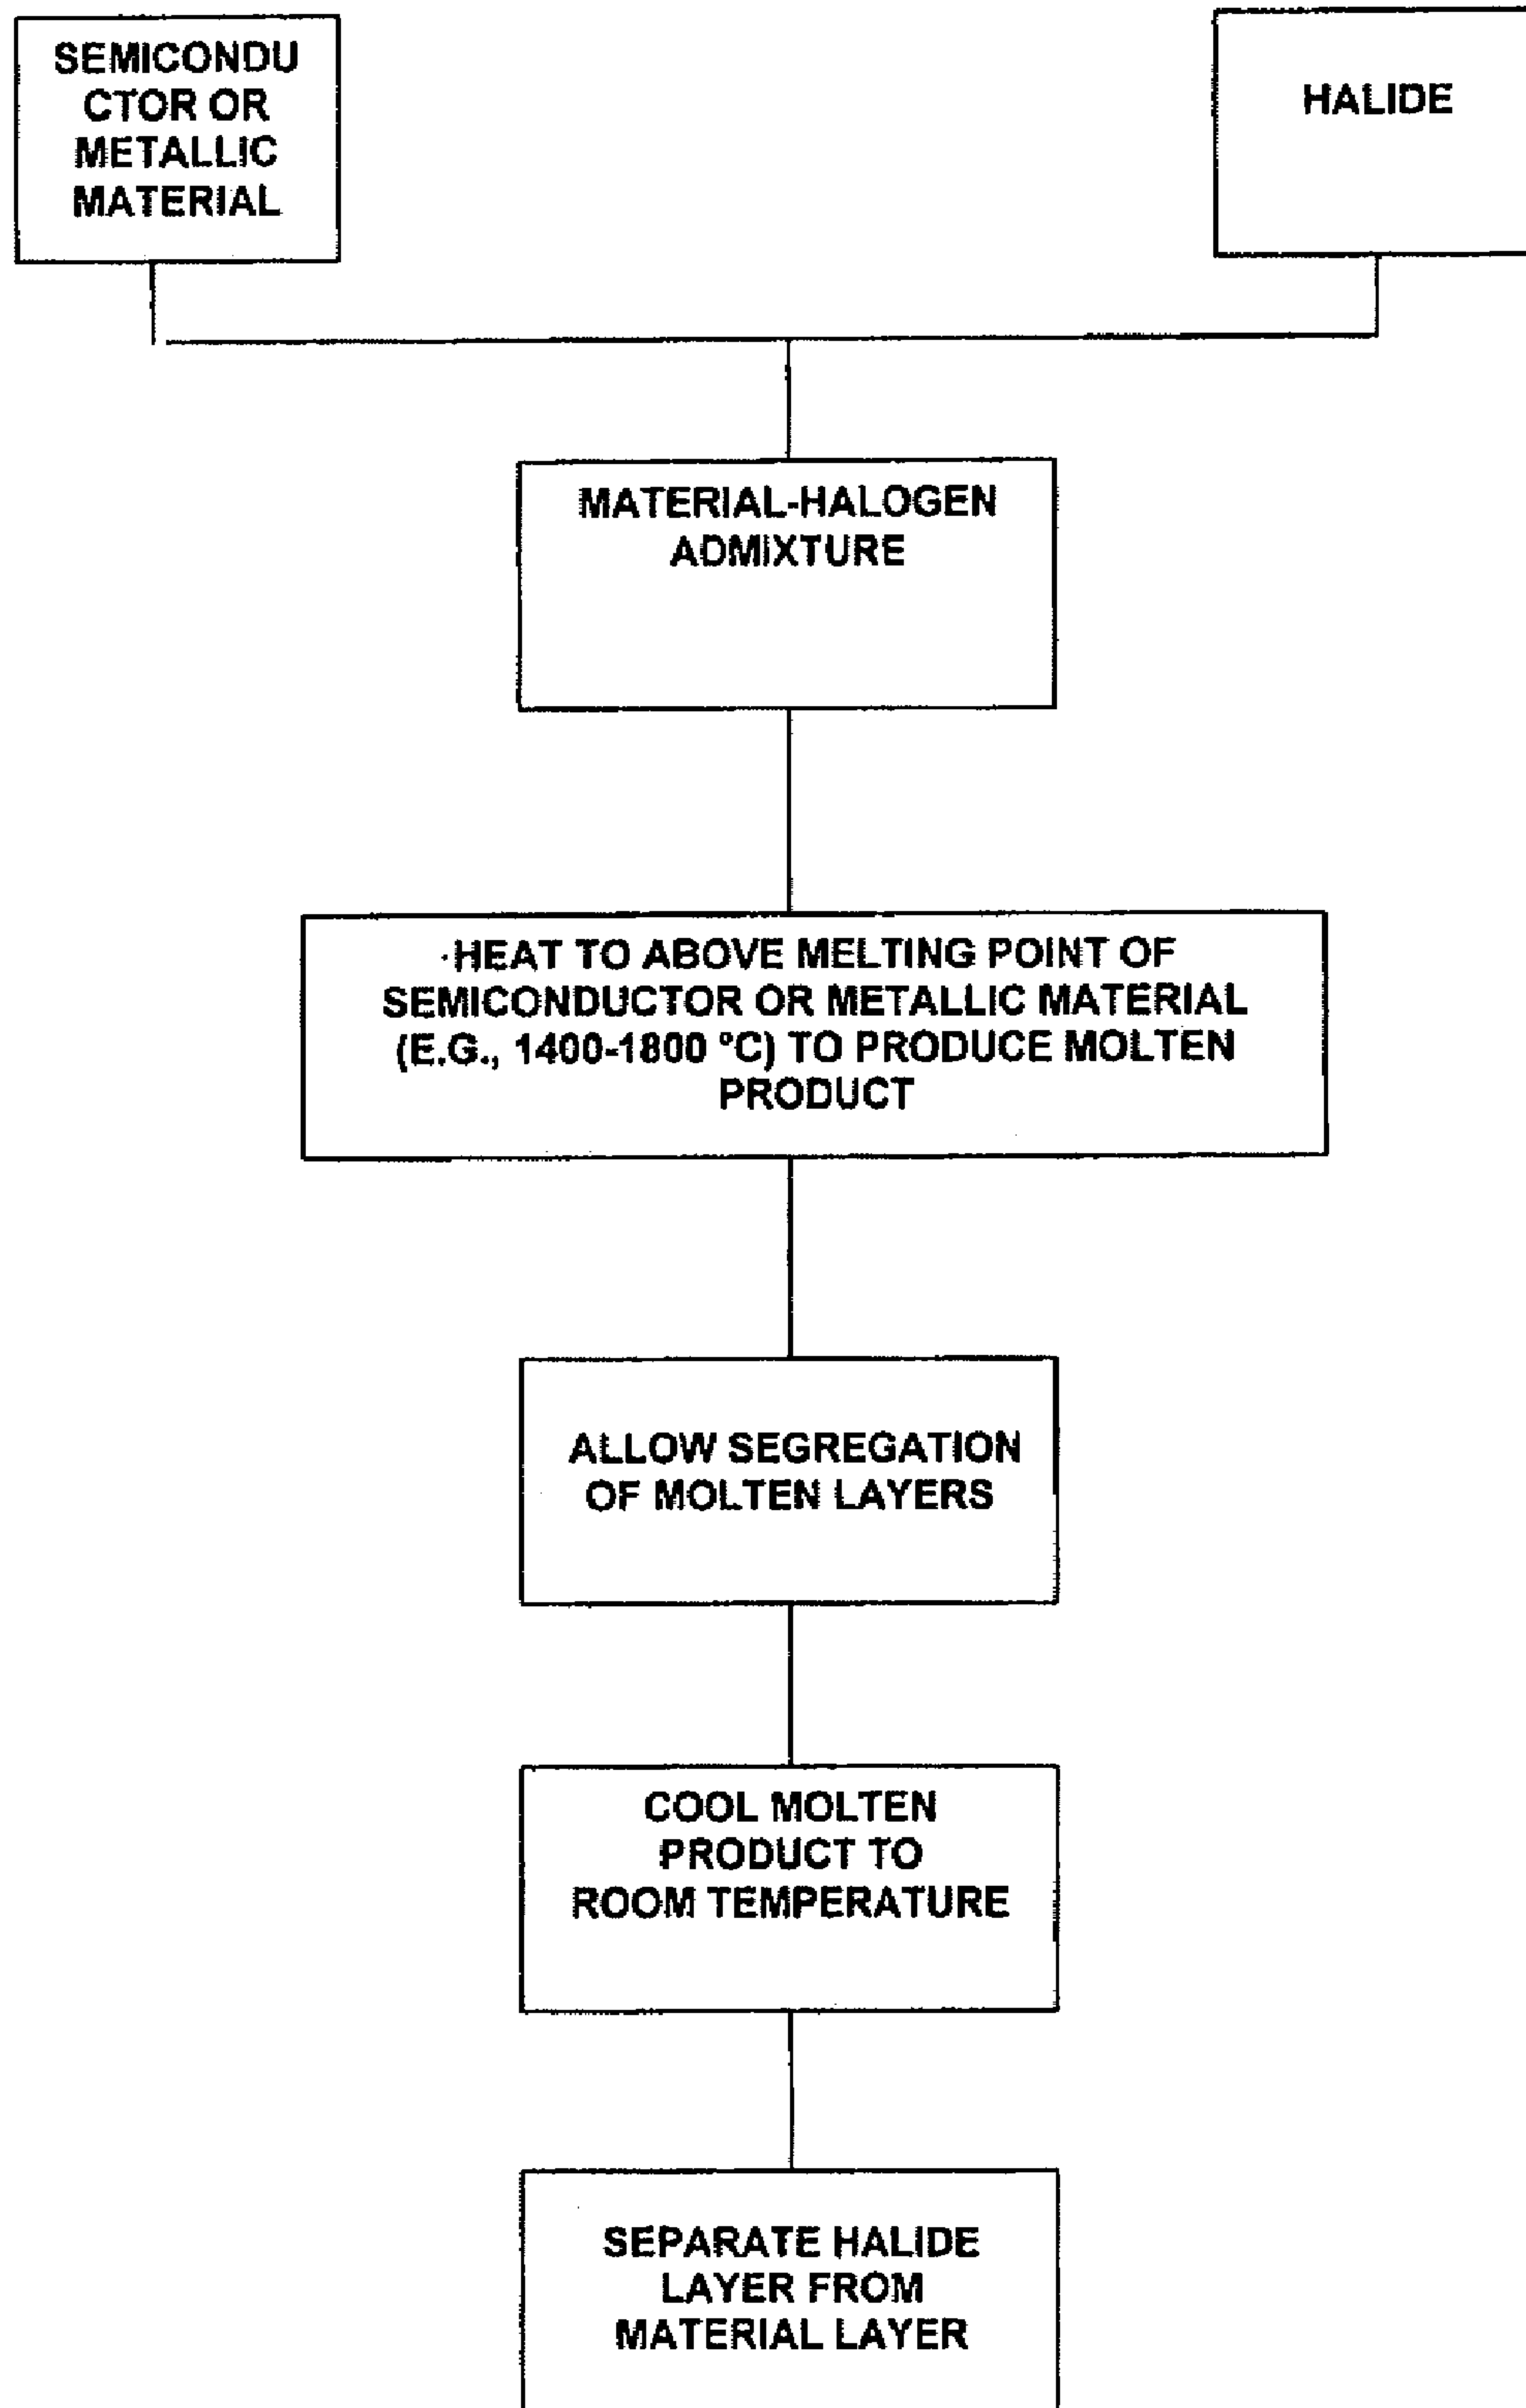 SEMICONDU
CTOR OR
METALLIC
MATERIAL
HALIDE
MATERIAL-HALOGEN
ADMIXTURE
HEAT TO ABOVE MELTING POINT OF
SEMICONDUCTOR OR METALLIC MATERIAL
(E.G., 1400-1800 ºC) TO PRODUCE MOLTEN
PRODUCT
ALLOW SEGREGATION
OF MOLTEN LAYERS
COOL MOLTEN
PRODUCT TO
ROOM TEMPERATURE
SEPARATE HALIDE
LAYER FROM
MATERIAL LAYER